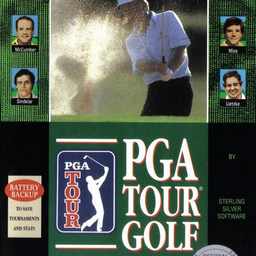 McCumber
Mize
Sindelar
Lietzke
PGA
TOUR
PGA
TOUR®
GOLF
BATTERY
BACKUP
TO SAVE
TOURNAMENTS
AND STATS
BY
STERLING
SILVER
SOFTWARE
OFFICIAL